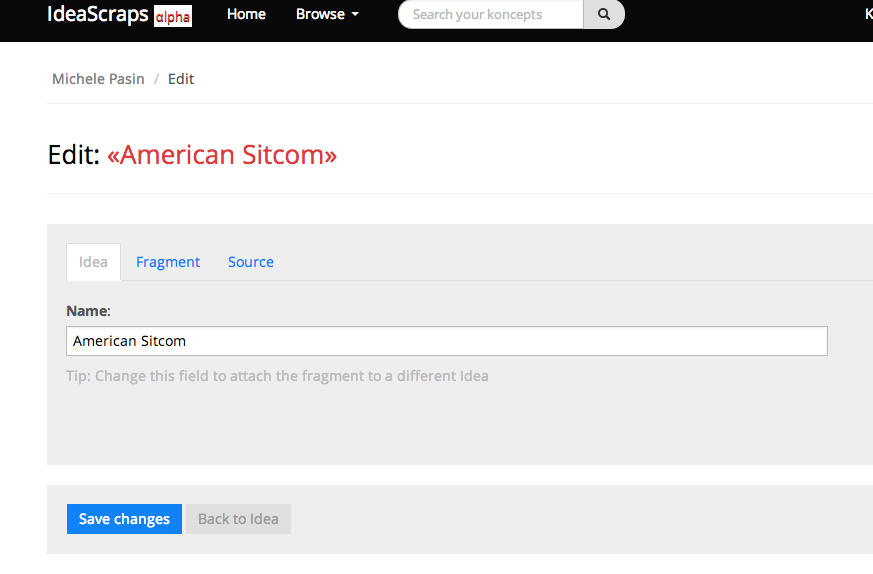 IdeaScraps αlpha Home Browse Search your koncepts K
Michele Pasin / Edit
Edit: «American Sitcom»
Idea Fragment Source
Name:
American Sitcom
Tip: Change this field to attach the fragment to a different Idea
Save changes Back to Idea